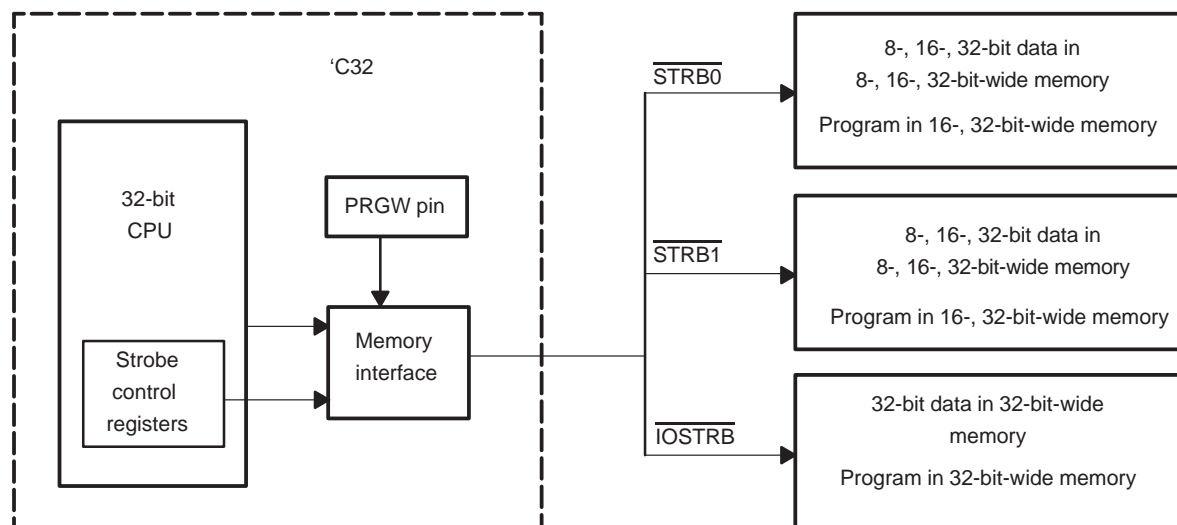 ‘C32
32-bit
CPU
Strobe
control
registers
PRGW pin
Memory
interface
STRB0
8-, 16-, 32-bit data in
8-, 16-, 32-bit-wide memory
Program in 16-, 32-bit-wide memory
STRB1
8-, 16-, 32-bit data in
8-, 16-, 32-bit-wide memory
Program in 16-, 32-bit-wide memory
IOSTRB
32-bit data in 32-bit-wide
memory
Program in 32-bit-wide memory